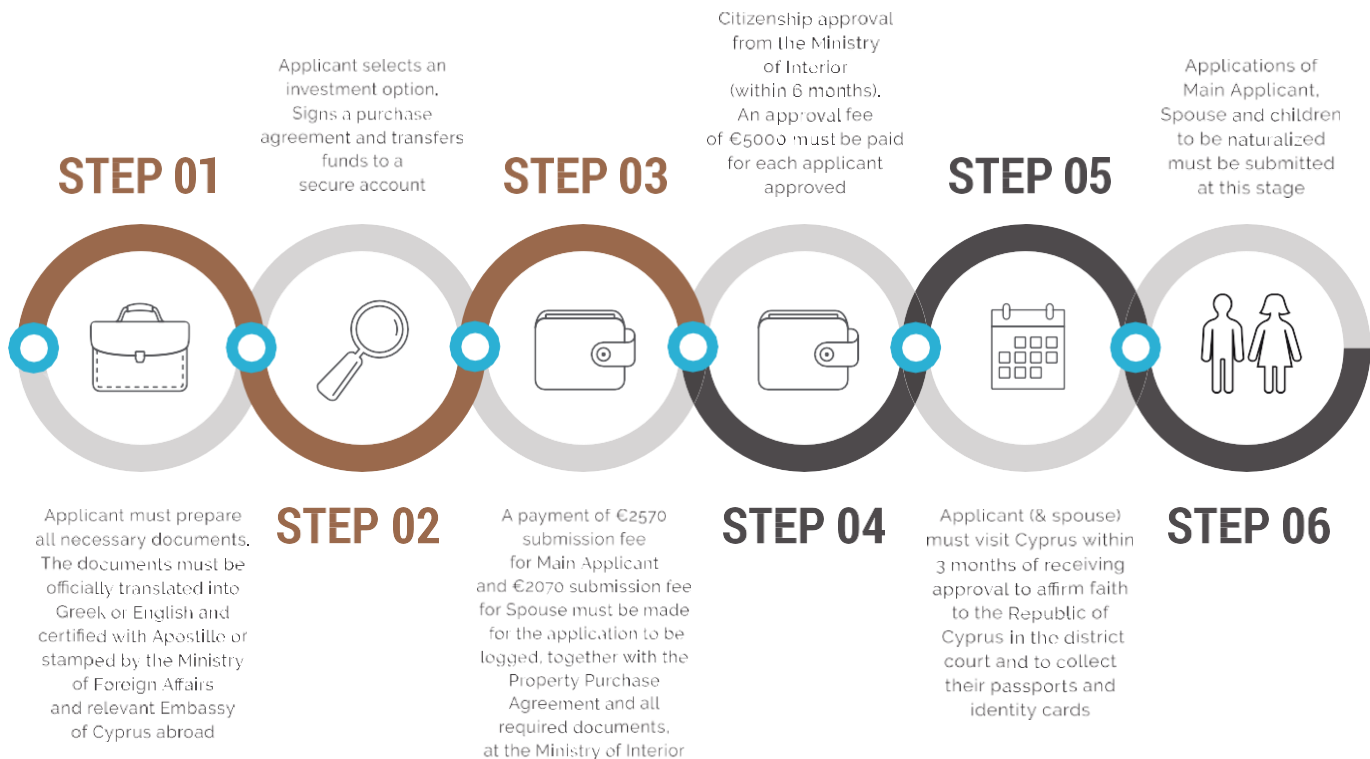 STEP 01
Applicant must prepare
all necessary documents.
The documents must be
officially translated into
Greek or English and
certified with Apostille or
stamped by the Ministry
of Foreign Affairs
and relevant Embassy
of Cyprus abroad
Applicant selects an
investment option.
Signs a purchase
agreement and transfers
funds to a
secure account
STEP 02
STEP 03
A payment of €2570
submission fee
for Main Applicant
and €2070 submission fee
for Spouse must be made
for the application to be
logged, together with the
Property Purchase
Agreement and all
required documents,
at the Ministry of Interior
Citizenship approval
from the Ministry
of Interior
(within 6 months).
An approval fee
of €5000 must be paid
for each applicant
approved
STEP 04
STEP 05
Applicant (& spouse)
must visit Cyprus within
3 months of receiving
approval to affirm faith
to the Republic of
Cyprus in the district
court and to collect
their passports and
identity cards
Applications of
Main Applicant,
Spouse and children
to be naturalized
must be submitted
at this stage
STEP 06